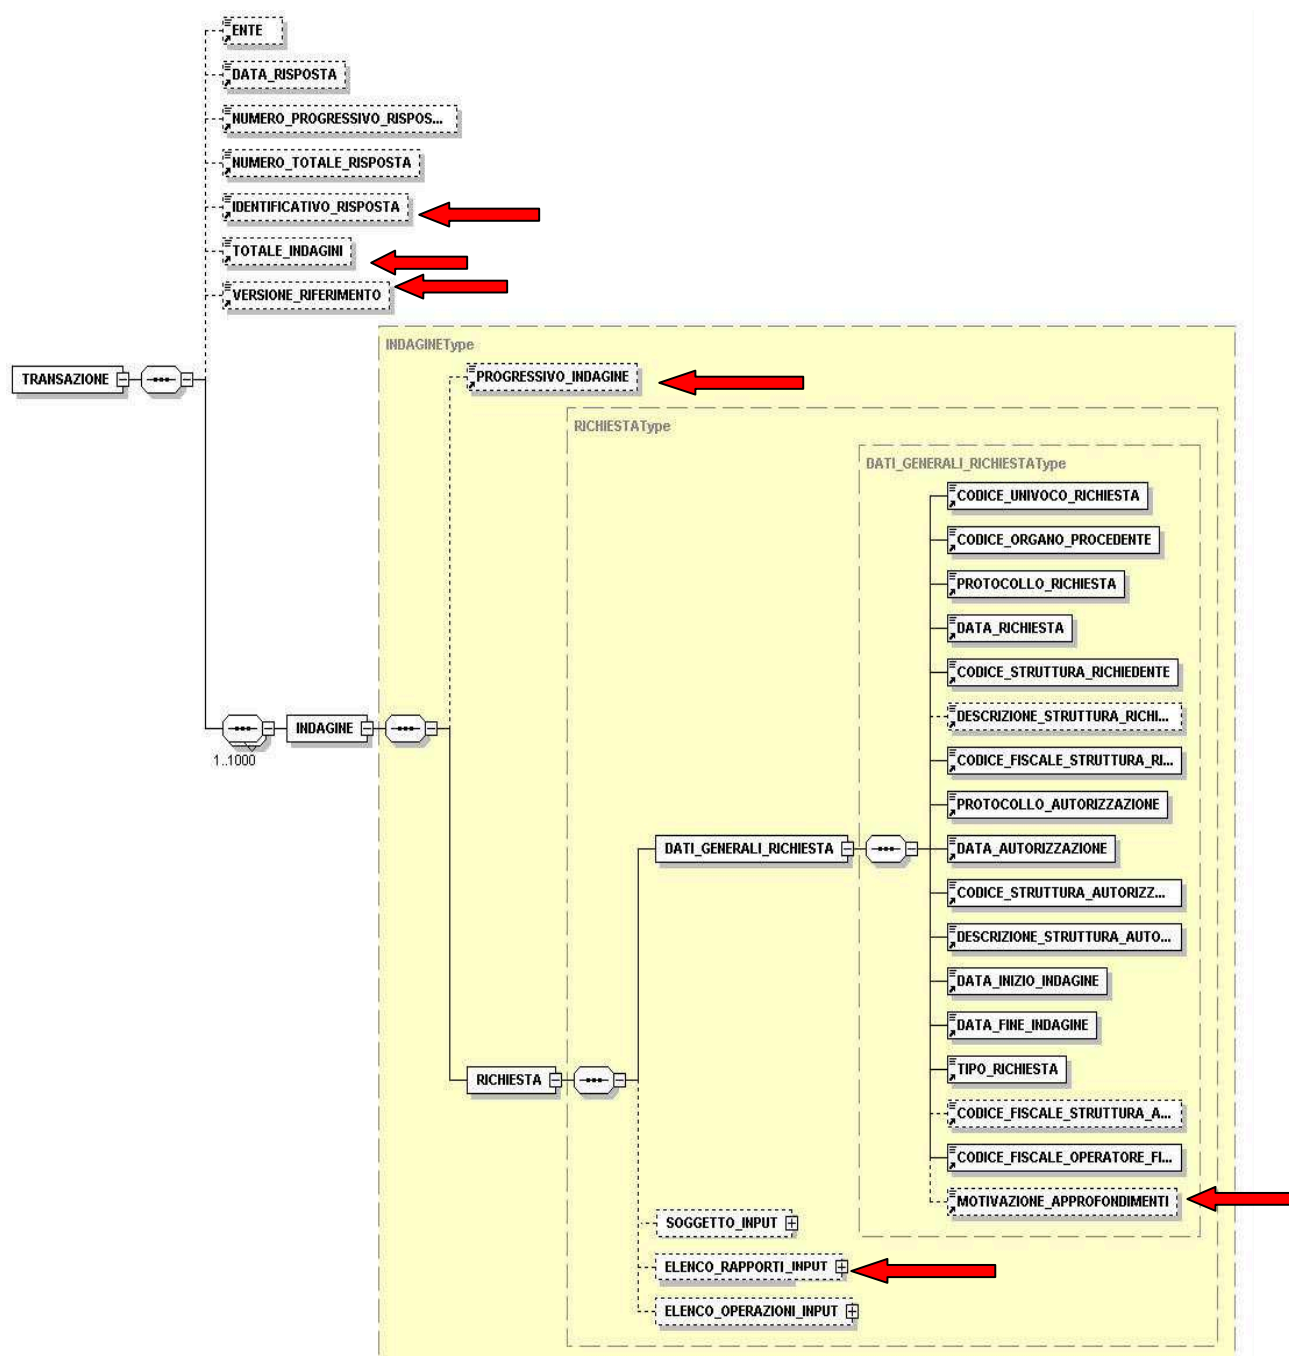 ENTE
DATA_RISPOSTA
NUMERO_PROGRESSIVO_RISPOS...
NUMERO_TOTALE_RISPOSTA
IDENTIFICATIVO_RISPOSTA
TOTALE_INDAGINI
VERSIONE_RIFERIMENTO
INDAGINEType
TRANSAZIONE
PROGRESSIVO_INDAGINE
RICHIESTAType
DATI_GENERALI_RICHIESTAType
CODICE_UNIVOCO_RICHIESTA
CODICE_ORGANO_PROCEDENTE
PROTOCOLLO_RICHIESTA
DATA_RICHIESTA
CODICE_STRUTTURA_RICHIEDENTE
DESCRIZIONE_STRUTTURA_RICHI...
INDAGINE
1..1000
CODICE_FISCALE_STRUTTURA_RI...
PROTOCOLLO_AUTORIZZAZIONE
DATI_GENERALI_RICHIESTA
DATA_AUTORIZZAZIONE
CODICE_STRUTTURA_AUTORIZZ...
DESCRIZIONE_STRUTTURA_AUTO...
DATA_INIZIO_INDAGINE
DATA_FINE_INDAGINE
TIPO_RICHIESTA
RICHIESTA
CODICE_FISCALE_STRUTTURA_A...
CODICE_FISCALE_OPERATORE_FI...
MOTIVAZIONE_APPROFONDIMENTI
SOGGETTO_INPUT
ELENCO_RAPPORTI_INPUT
ELENCO_OPERAZIONI_INPUT